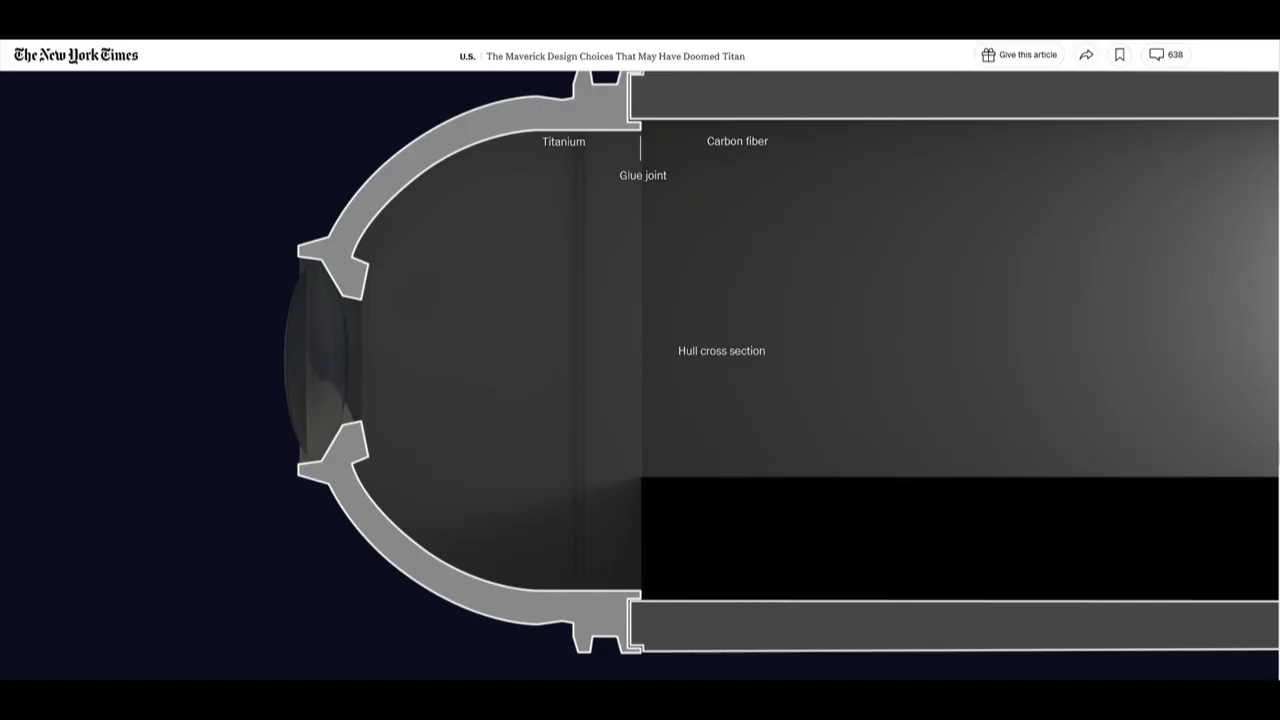 The New York Times
U.S. | The Maverick Design Choices That May Have Doomed Titan
Give this article
638
Titanium
Carbon fiber
Glue joint
Hull cross section